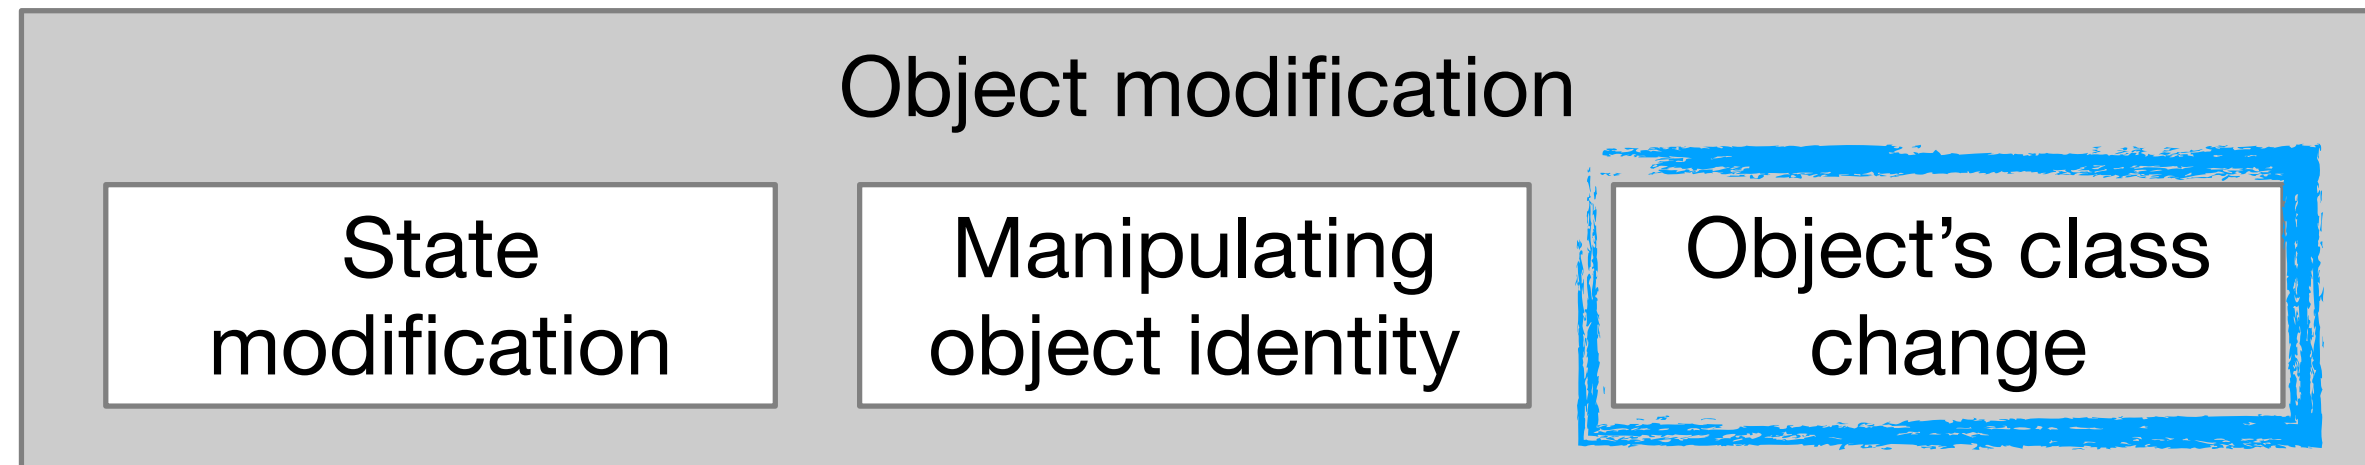 Object modification
State
modification
Manipulating
object identity
Object’s class
change